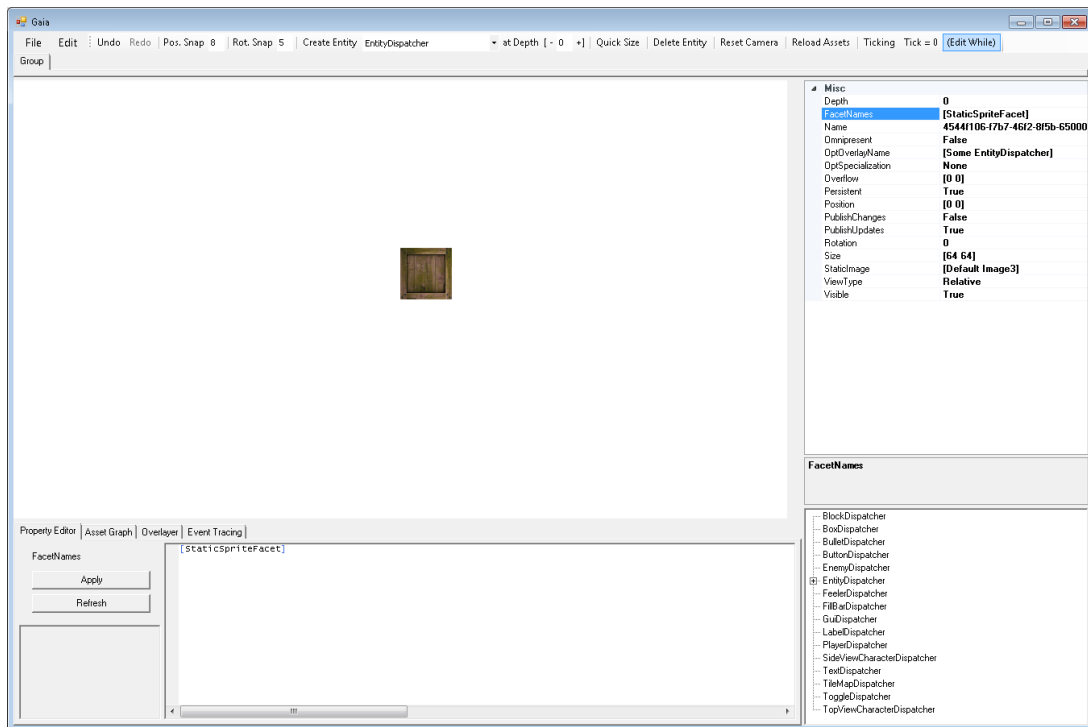 Gaia
File Edit Undo Redo Pos. Snap 8 Rot. Snap 5 Create Entity EntityDispatcher at Depth [ - 0 +] Quick Size Delete Entity Reset Camera Reload Assets Ticking Tick = 0 (Edit While)
Group
Misc
Depth 0
FacetNames [StaticSpriteFacet]
Name 4544f106-f7b7-46f2-8f5b-65000
Omnipresent False
OptOverlayName [Some EntityDispatcher]
OptSpecialization None
Overflow [0 0]
Persistent True
Position [0 0]
PublishChanges False
PublishUpdates True
Rotation 0
Size [64 64]
StaticImage [Default Image3]
ViewType Relative
Visible True
FacetNames
Property Editor Asset Graph Overlayer Event Tracing
FacetNames
Apply
Refresh
[StaticSpriteFacet]
BlockDispatcher
BoxDispatcher
BulletDispatcher
ButtonDispatcher
EnemyDispatcher
EntityDispatcher
FeelerDispatcher
FillBarDispatcher
GuiDispatcher
LabelDispatcher
PlayerDispatcher
SideViewCharacterDispatcher
TextDispatcher
TileMapDispatcher
ToggleDispatcher
TopViewCharacterDispatcher